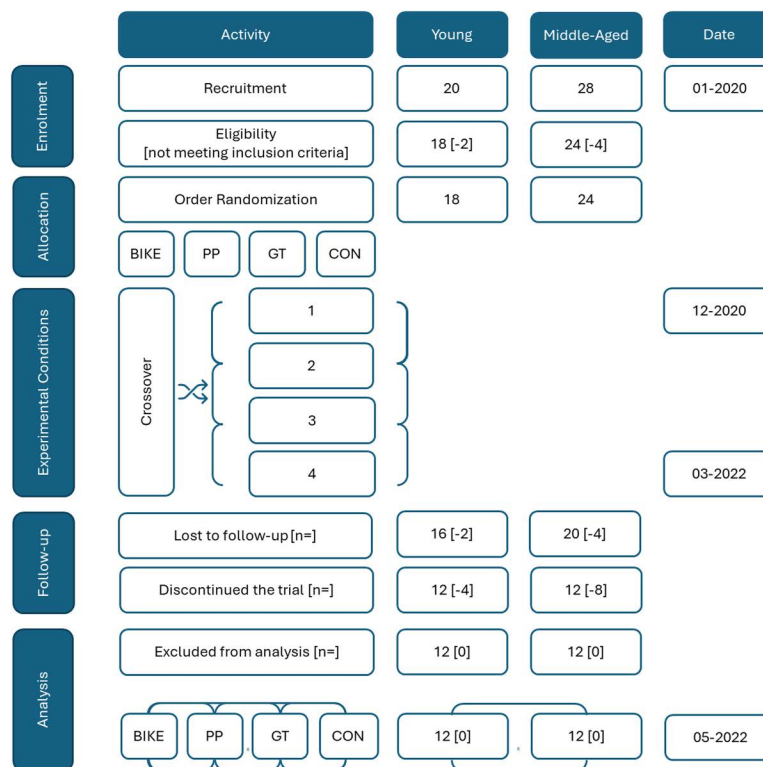 Activity
Young
Middle-Aged
Date
Enrolment
Recruitment
20
28
01-2020
Eligibility
[not meeting inclusion criteria]
18 [-2]
24 [-4]
Allocation
Order Randomization
18
24
BIKE
PP
GT
CON
Experimental Conditions
Crossover
1
12-2020
2
3
4
03-2022
Follow-up
Lost to follow-up [n=]
16 [-2]
20 [-4]
Discontinued the trial [n=]
12 [-4]
12 [-8]
Analysis
Excluded from analysis [n=]
12 [0]
12 [0]
BIKE
PP
GT
CON
12 [0]
12 [0]
05-2022